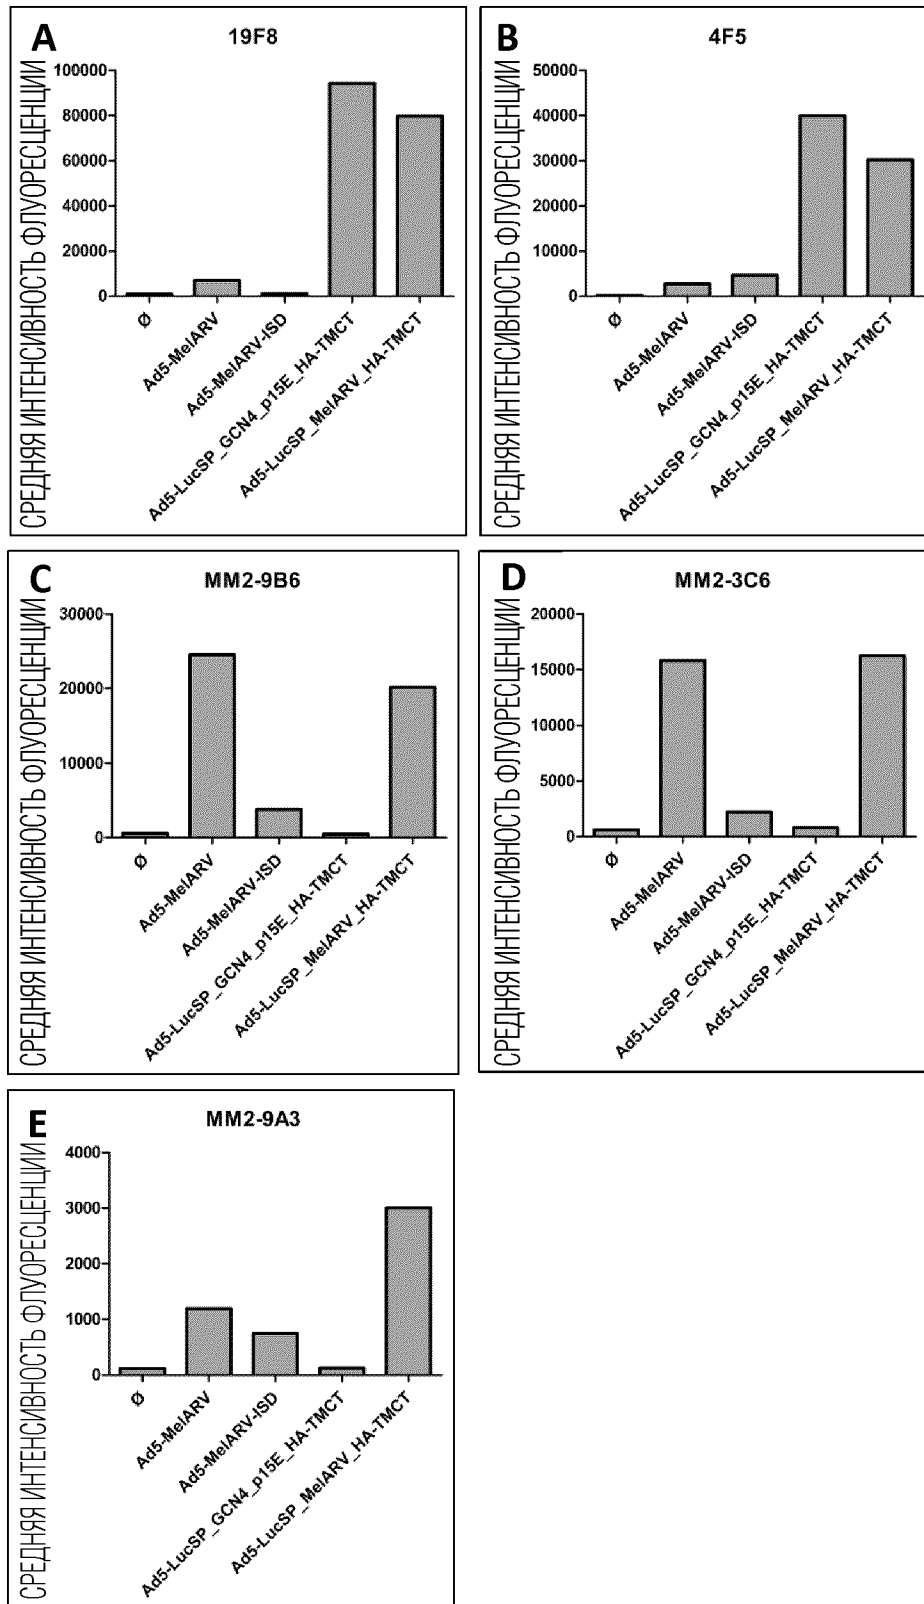 A
19F8
СРЕДНЯЯ ИНТЕНСИВНОСТЬ ФЛУОРЕСЦЕНЦИИ
100000
80000
60000
40000
20000
0
Ø
Ad5-MelARV
Ad5-MelARV-ISD
Ad5-LucSP_GCN4_p15E_HA-TMCT
Ad5-LucSP_MelARV_HA-TMCT
B
4F5
СРЕДНЯЯ ИНТЕНСИВНОСТЬ ФЛУОРЕСЦЕНЦИИ
50000
40000
30000
20000
10000
0
Ø
Ad5-MelARV
Ad5-MelARV-ISD
Ad5-LucSP_GCN4_p15E_HA-TMCT
Ad5-LucSP_MelARV_HA-TMCT
C
MM2-9B6
СРЕДНЯЯ ИНТЕНСИВНОСТЬ ФЛУОРЕСЦЕНЦИИ
30000
20000
10000
0
Ø
Ad5-MelARV
Ad5-MelARV-ISD
Ad5-LucSP_GCN4_p15E_HA-TMCT
Ad5-LucSP_MelARV_HA-TMCT
D
MM2-3C6
СРЕДНЯЯ ИНТЕНСИВНОСТЬ ФЛУОРЕСЦЕНЦИИ
20000
15000
10000
5000
0
Ø
Ad5-MelARV
Ad5-MelARV-ISD
Ad5-LucSP_GCN4_p15E_HA-TMCT
Ad5-LucSP_MelARV_HA-TMCT
E
MM2-9A3
СРЕДНЯЯ ИНТЕНСИВНОСТЬ ФЛУОРЕСЦЕНЦИИ
4000
3000
2000
1000
0
Ø
Ad5-MelARV
Ad5-MelARV-ISD
Ad5-LucSP_GCN4_p15E_HA-TMCT
Ad5-LucSP_MelARV_HA-TMCT